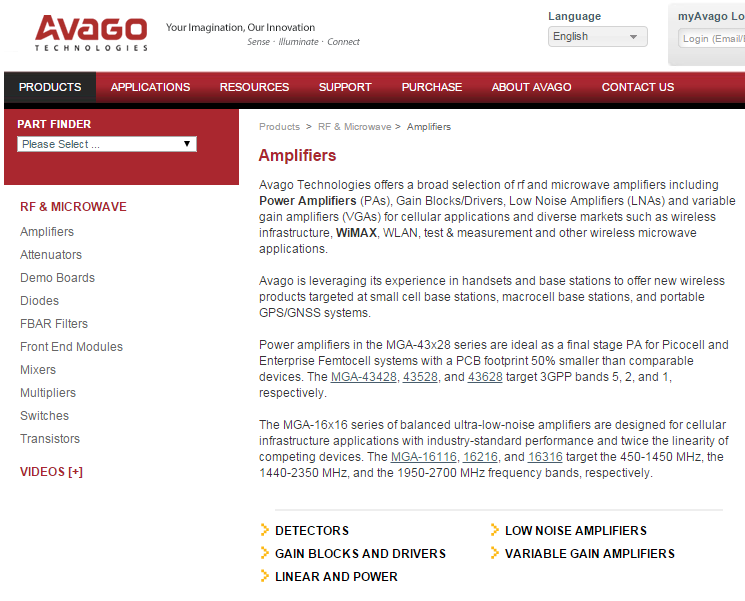 AVAGO
TECHNOLOGIES
Your Imagination, Our Innovation
Sense · Illuminate · Connect
Language
English
myAvago Lo
Login (Email/
PRODUCTS APPLICATIONS RESOURCES SUPPORT PURCHASE ABOUT AVAGO CONTACT US
PART FINDER
Please Select ...
RF & MICROWAVE
Amplifiers
Attenuators
Demo Boards
Diodes
FBAR Filters
Front End Modules
Mixers
Multipliers
Switches
Transistors
VIDEOS [+]
Products > RF & Microwave > Amplifiers
Amplifiers
Avago Technologies offers a broad selection of rf and microwave amplifiers including
Power Amplifiers (PAs), Gain Blocks/Drivers, Low Noise Amplifiers (LNAs) and variable
gain amplifiers (VGAs) for cellular applications and diverse markets such as wireless
infrastructure, WiMAX, WLAN, test & measurement and other wireless microwave
applications.
Avago is leveraging its experience in handsets and base stations to offer new wireless
products targeted at small cell base stations, macrocell base stations, and portable
GPS/GNSS systems.
Power amplifiers in the MGA-43x28 series are ideal as a final stage PA for Picocell and
Enterprise Femtocell systems with a PCB footprint 50% smaller than comparable
devices. The MGA-43428, 43528, and 43628 target 3GPP bands 5, 2, and 1,
respectively.
The MGA-16x16 series of balanced ultra-low-noise amplifiers are designed for cellular
infrastructure applications with industry-standard performance and twice the linearity of
competing devices. The MGA-16116, 16216, and 16316 target the 450-1450 MHz, the
1440-2350 MHz, and the 1950-2700 MHz frequency bands, respectively.
DETECTORS
GAIN BLOCKS AND DRIVERS
LINEAR AND POWER
LOW NOISE AMPLIFIERS
VARIABLE GAIN AMPLIFIERS